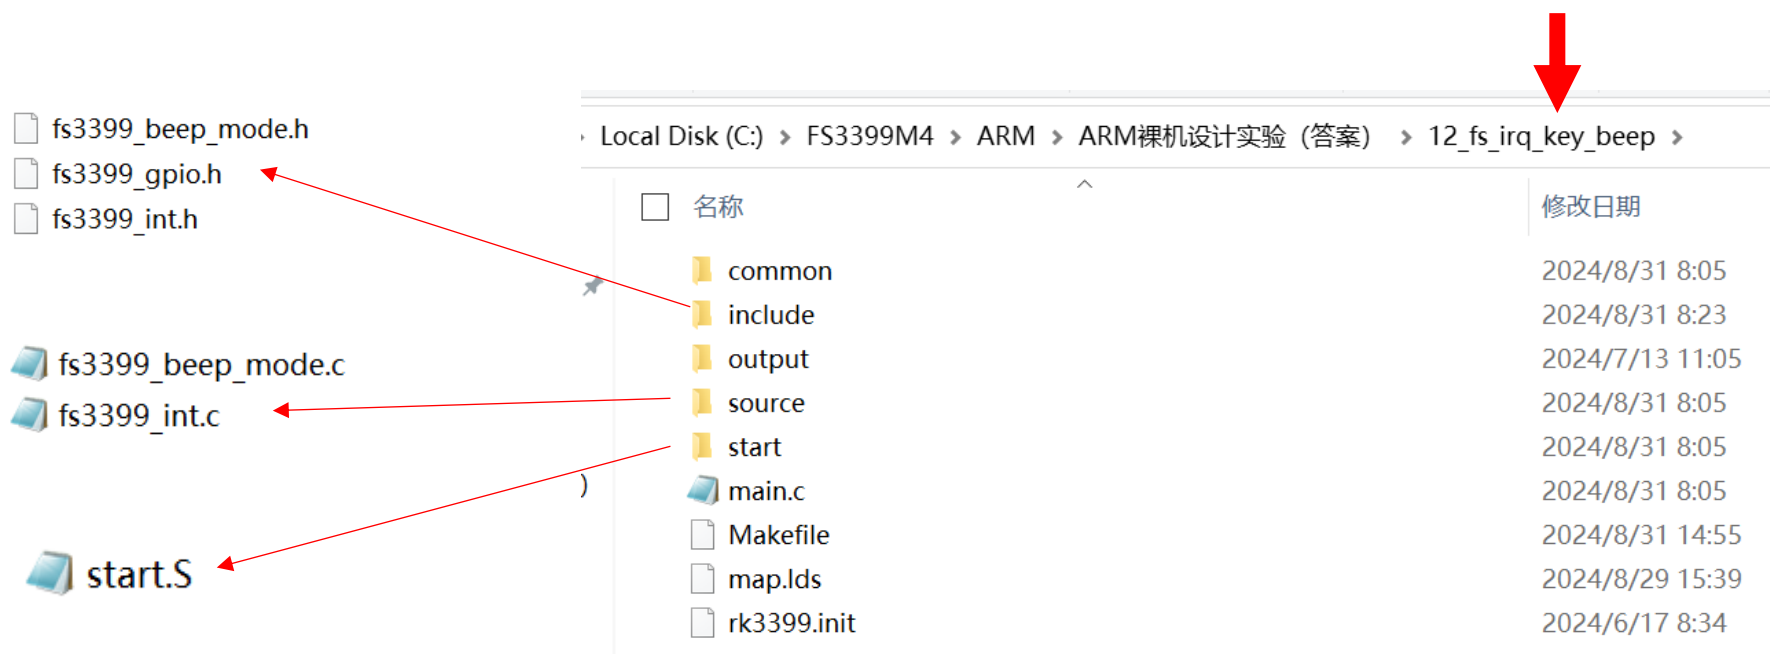 fs3399_beep_mode.h
fs3399_gpio.h
fs3399_int.h
fs3399_beep_mode.c
fs3399_int.c
start.S
Local Disk (C:) > FS3399M4 > ARM > ARM裸机设计实验（答案） > 12_fs_irq_key_beep >
名称 修改日期
common 2024/8/31 8:05
include 2024/8/31 8:23
output 2024/7/13 11:05
source 2024/8/31 8:05
start 2024/8/31 8:05
)
main.c 2024/8/31 8:05
Makefile 2024/8/31 14:55
map.lds 2024/8/29 15:39
rk3399.init 2024/6/17 8:34